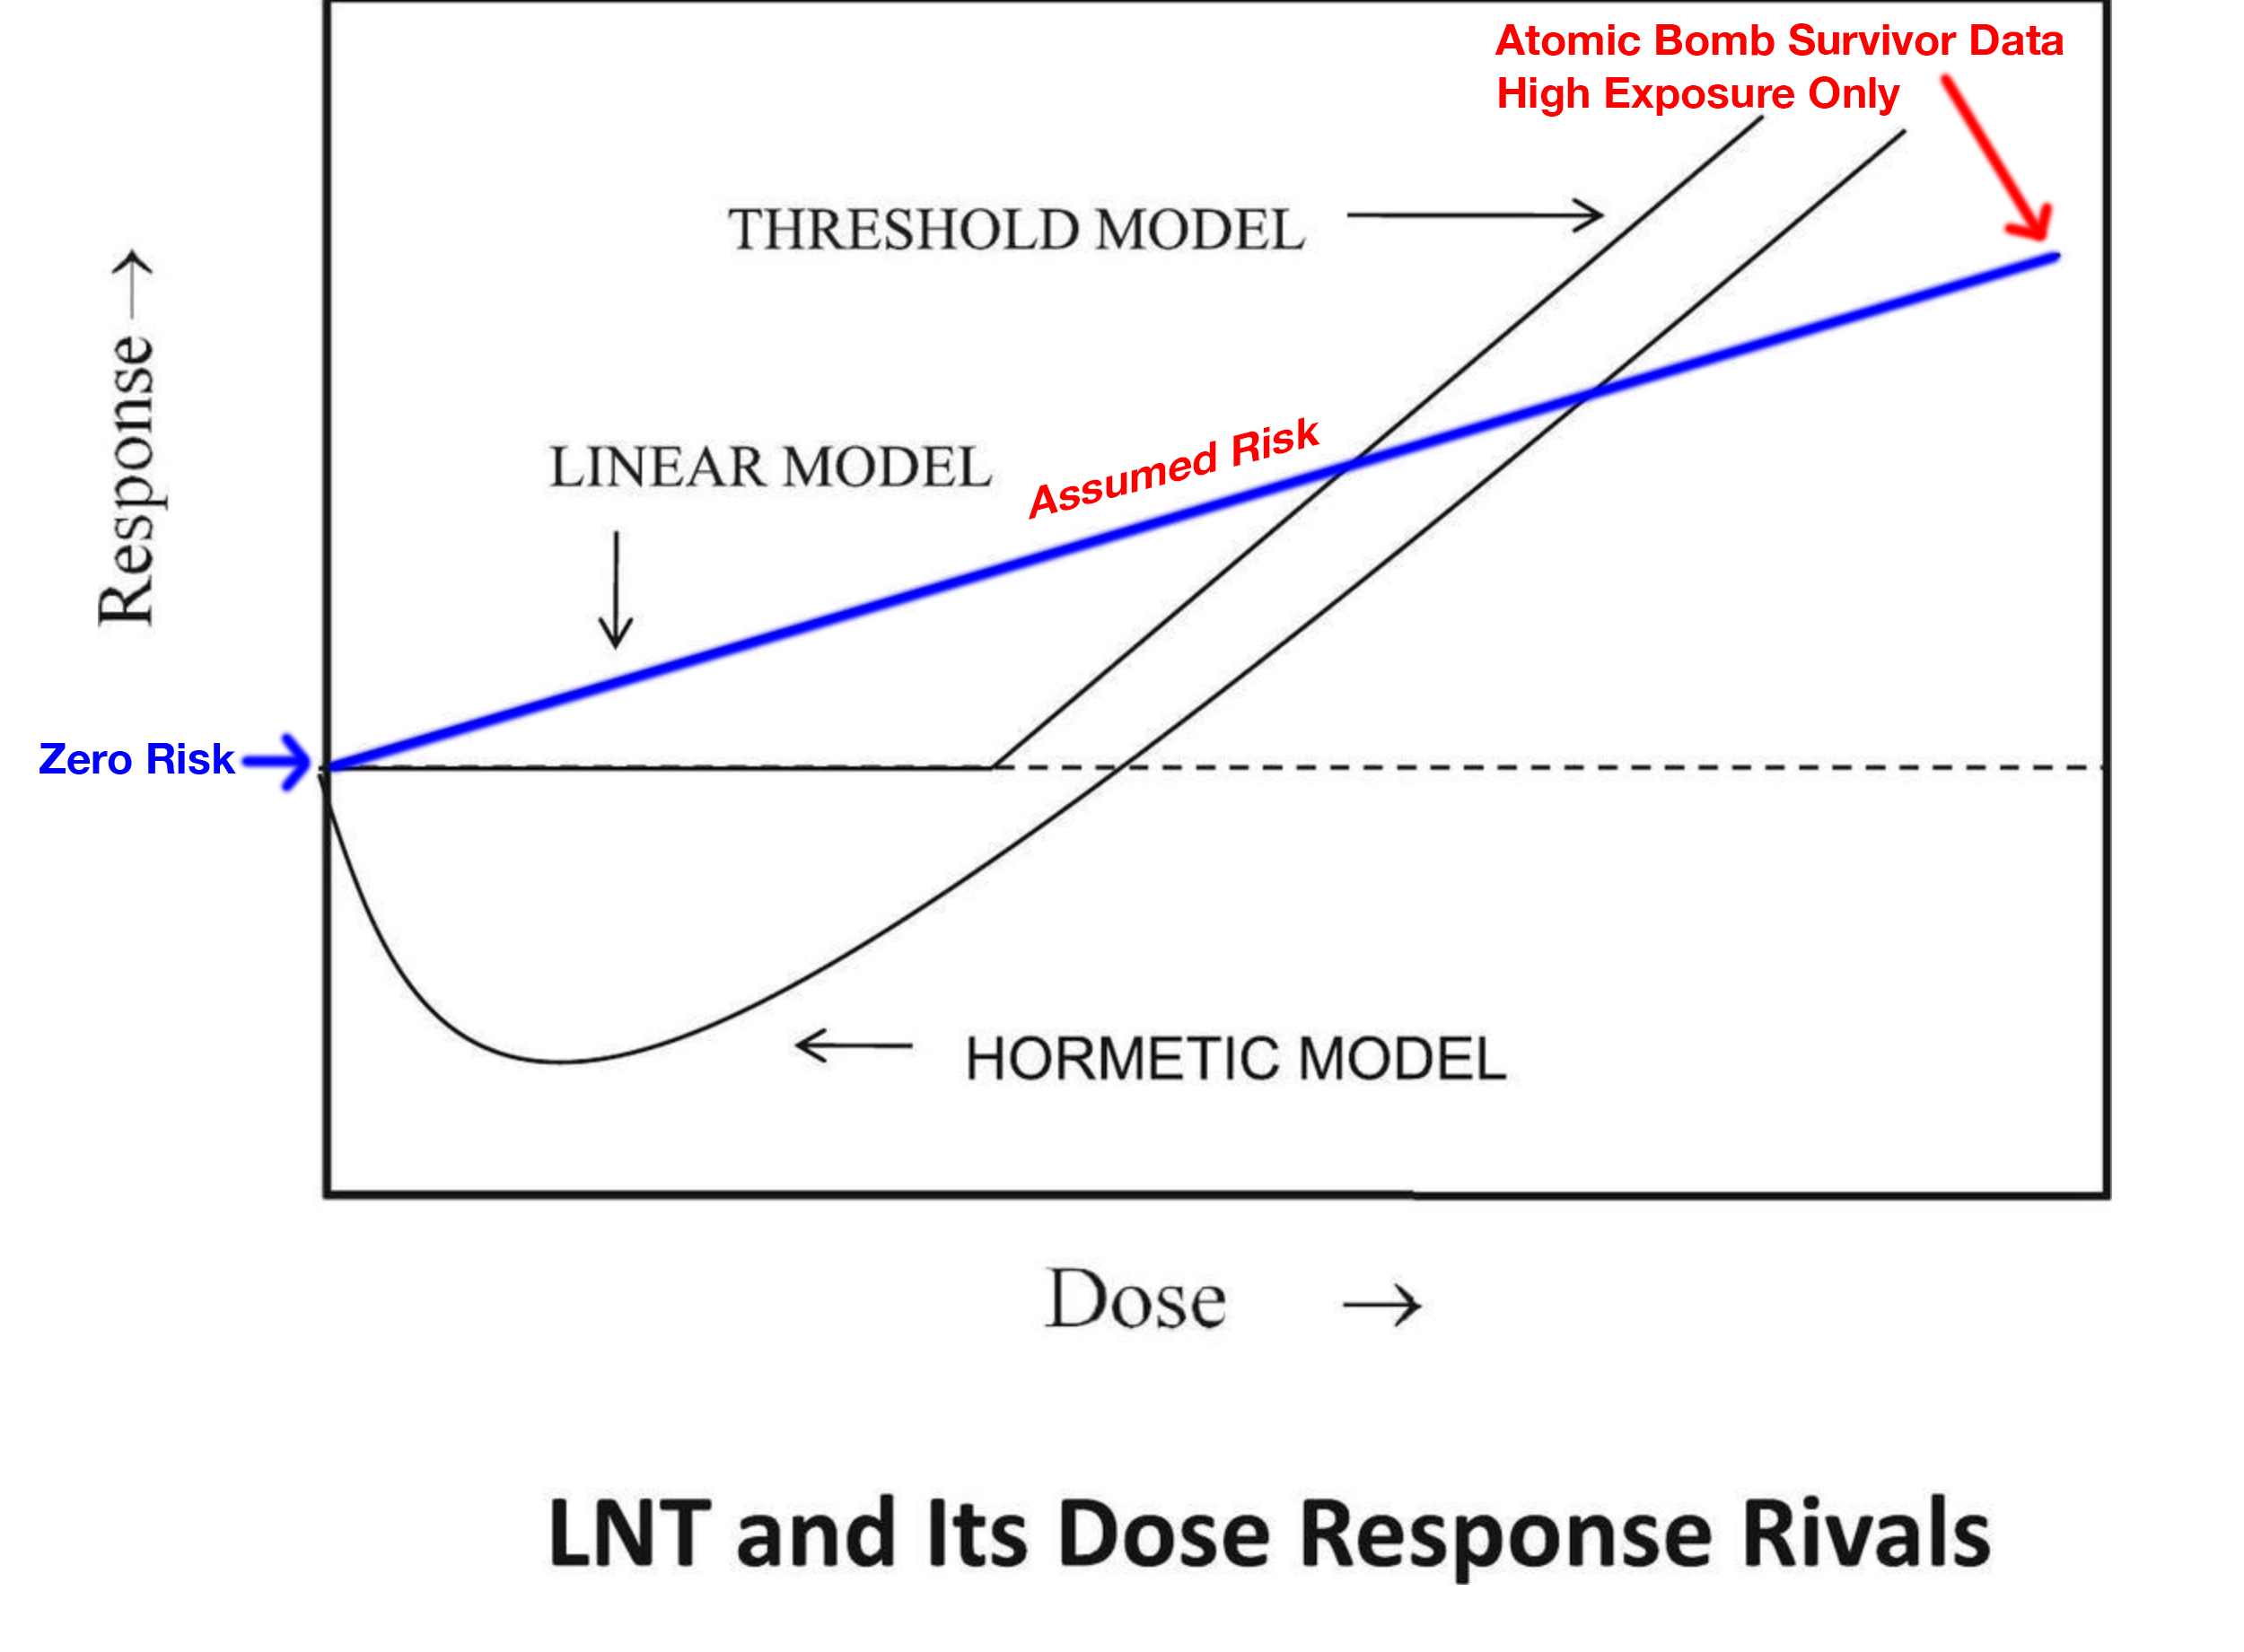 Atomic Bomb Survivor Data
High Exposure Only
THRESHOLD MODEL
Response
LINEAR MODEL
Assumed Risk
Zero Risk
HORMETIC MODEL
Dose
LNT and Its Dose Response Rivals